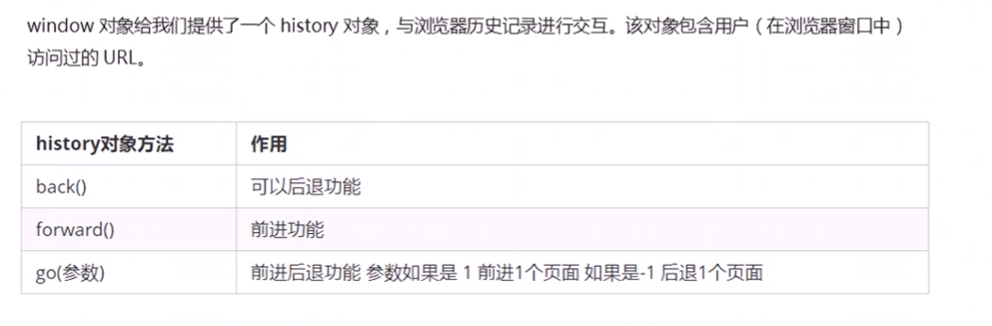 window 对象给我们提供了一个 history 对象，与浏览器历史记录进行交互。该对象包含用户（在浏览器窗口中）
访问过的 URL。
history对象方法 作用
back() 可以后退功能
forward() 前进功能
go(参数) 前进后退功能 参数如果是 1 前进1个页面 如果是-1 后退1个页面